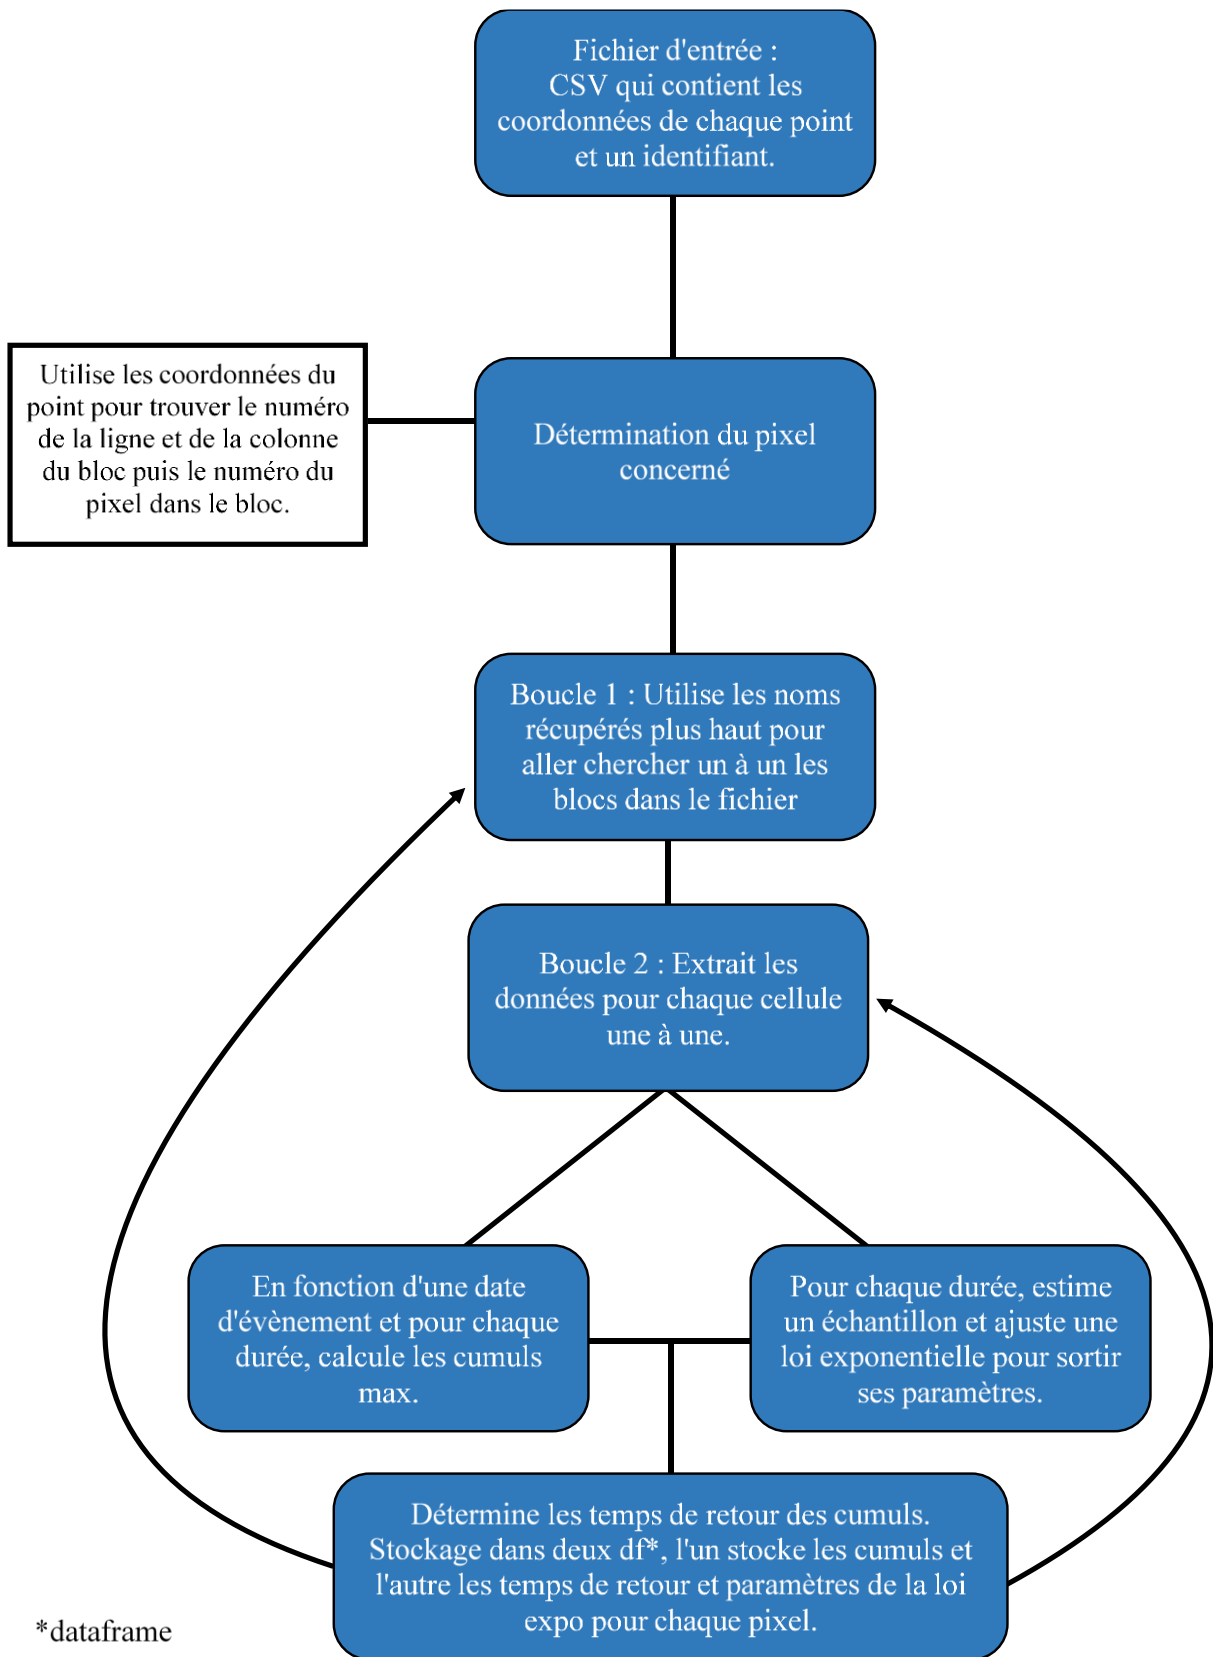 Fichier d'entrée :
CSV qui contient les
coordonnées de chaque point
et un identifiant.
Utilise les coordonnées du
point pour trouver le numéro
de la ligne et de la colonne
du bloc puis le numéro du
pixel dans le bloc.
Détermination du pixel
concerné
Boucle 1 : Utilise les noms
récupérés plus haut pour
aller chercher un à un les
blocs dans le fichier
Boucle 2 : Extrait les
données pour chaque cellule
une à une.
En fonction d'une date
d'évènement et pour chaque
durée, calcule les cumuls
max.
Pour chaque durée, estime
un échantillon et ajuste une
loi exponentielle pour sortir
ses paramètres.
Détermine les temps de retour des cumuls.
Stockage dans deux df*, l'un stocke les cumuls et
l'autre les temps de retour et paramètres de la loi
expo pour chaque pixel.
*dataframe